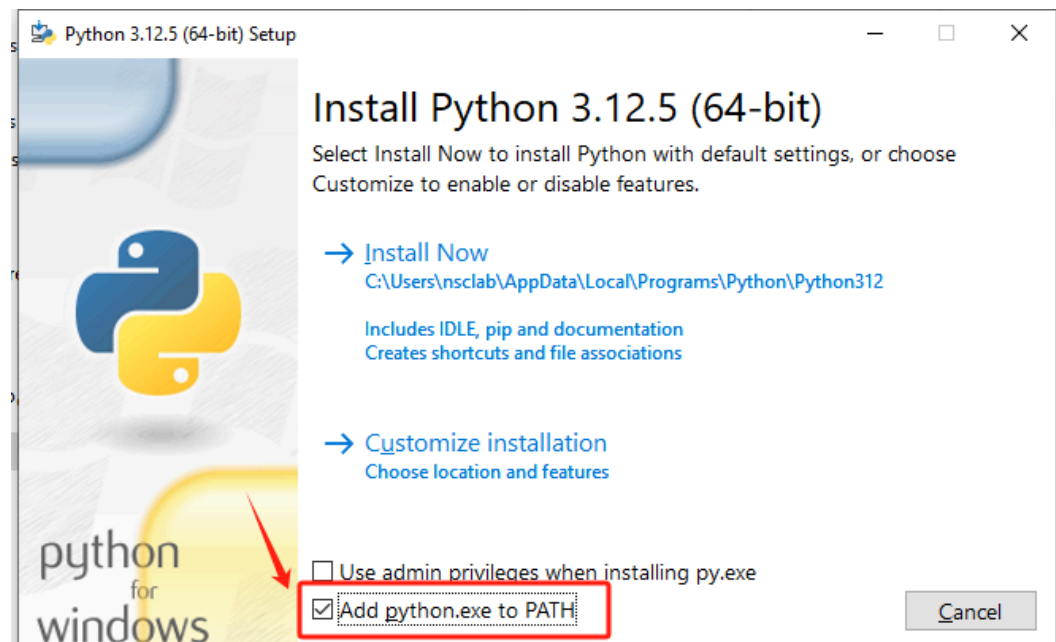 Python 3.12.5 (64-bit) Setup
Install Python 3.12.5 (64-bit)
Select Install Now to install Python with default settings, or choose
Customize to enable or disable features.
Install Now
C:\Users\nsclab\AppData\Local\Programs\Python\Python312
Includes IDLE, pip and documentation
Creates shortcuts and file associations
Customize installation
Choose location and features
python
for
windows
Use admin privileges when installing py.exe
Add python.exe to PATH
Cancel